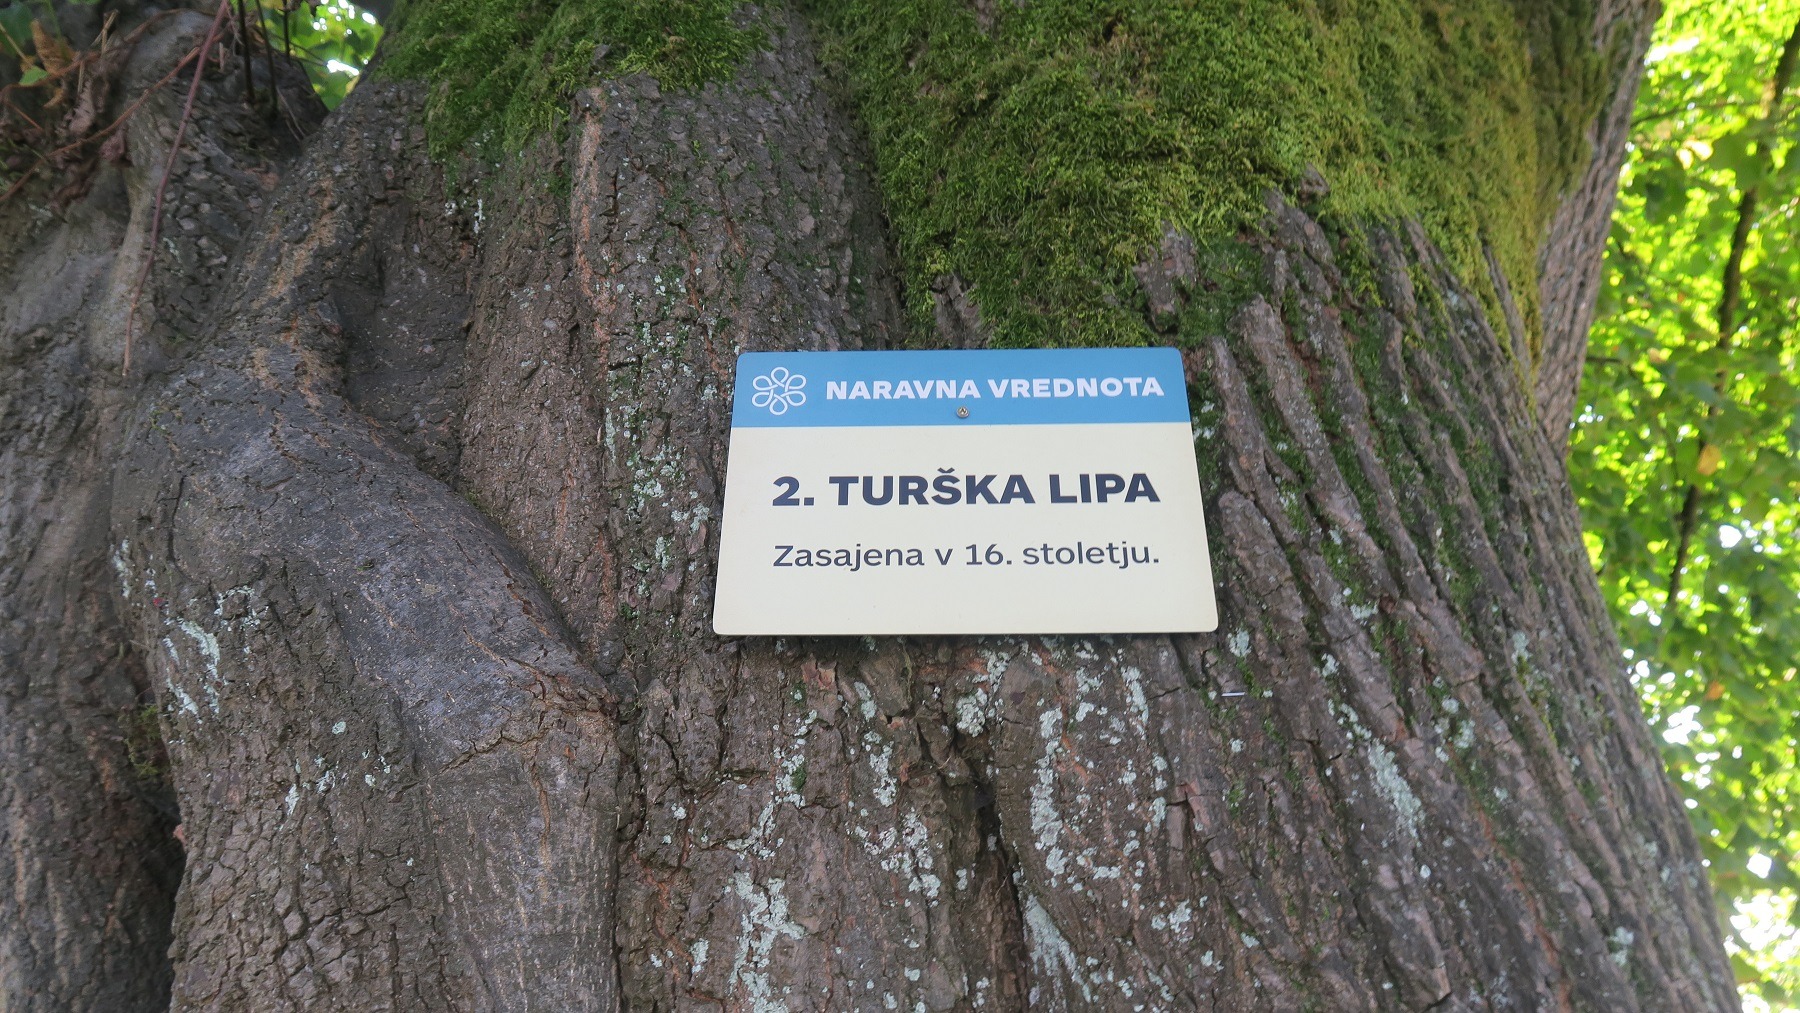 NARAVNA VREDNOTA
2. TURŠKA LIPA
Zasajena v 16. stoletju.